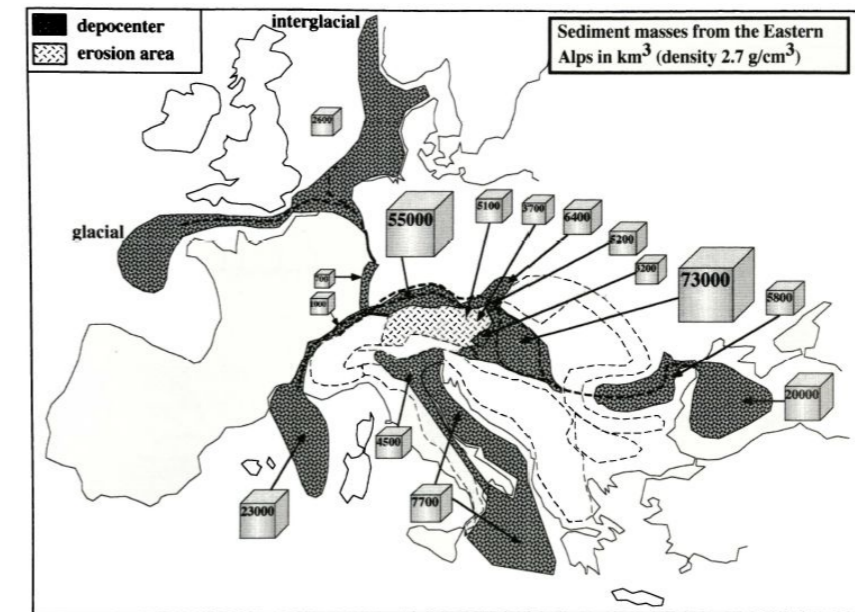 depocenter
erosion area
interglacial
Sediment masses from the Eastern
Alps in km³ (density 2.7 g/cm³)
2600
glacial
55000
5100
3700
6400
5200
3200
73000
5800
1000
20000
4500
7700
23000